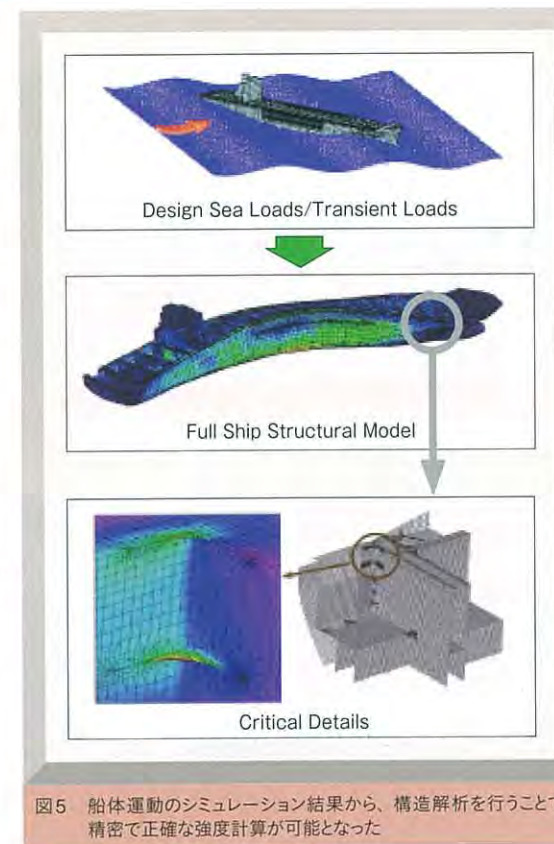 Design Sea Loads/Transient Loads
Full Ship Structural Model
Critical Details
図5 船体運動のシミュレーション結果から、構造解析を行うことで
精密で正確な強度計算が可能となった